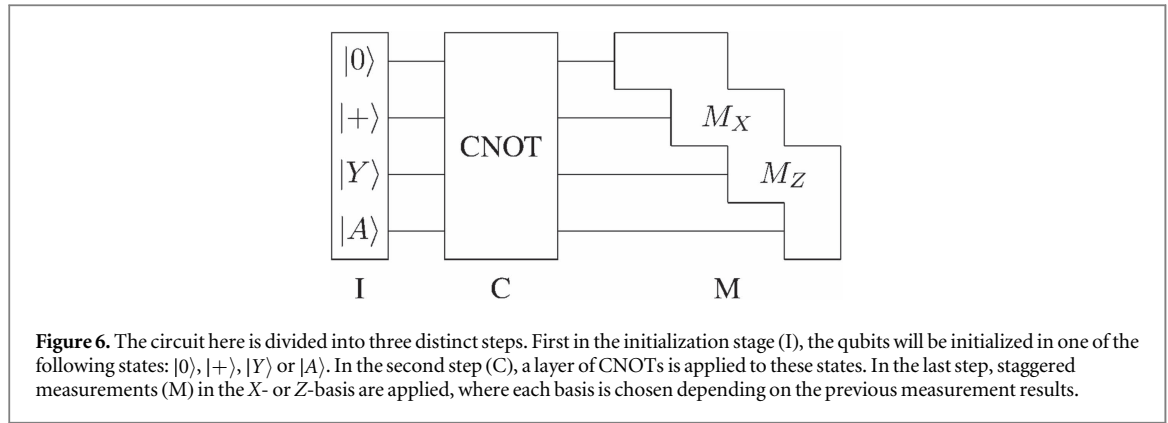 |0⟩
|+⟩
|Y⟩
|A⟩
CNOT
M_X
M_Z
I
C
M
Figure 6. The circuit here is divided into three distinct steps. First in the initialization stage (I), the qubits will be initialized in one of the
following states: |0⟩, |+⟩, |Y⟩ or |A⟩. In the second step (C), a layer of CNOTs is applied to these states. In the last step, staggered
measurements (M) in the X- or Z-basis are applied, where each basis is chosen depending on the previous measurement results.